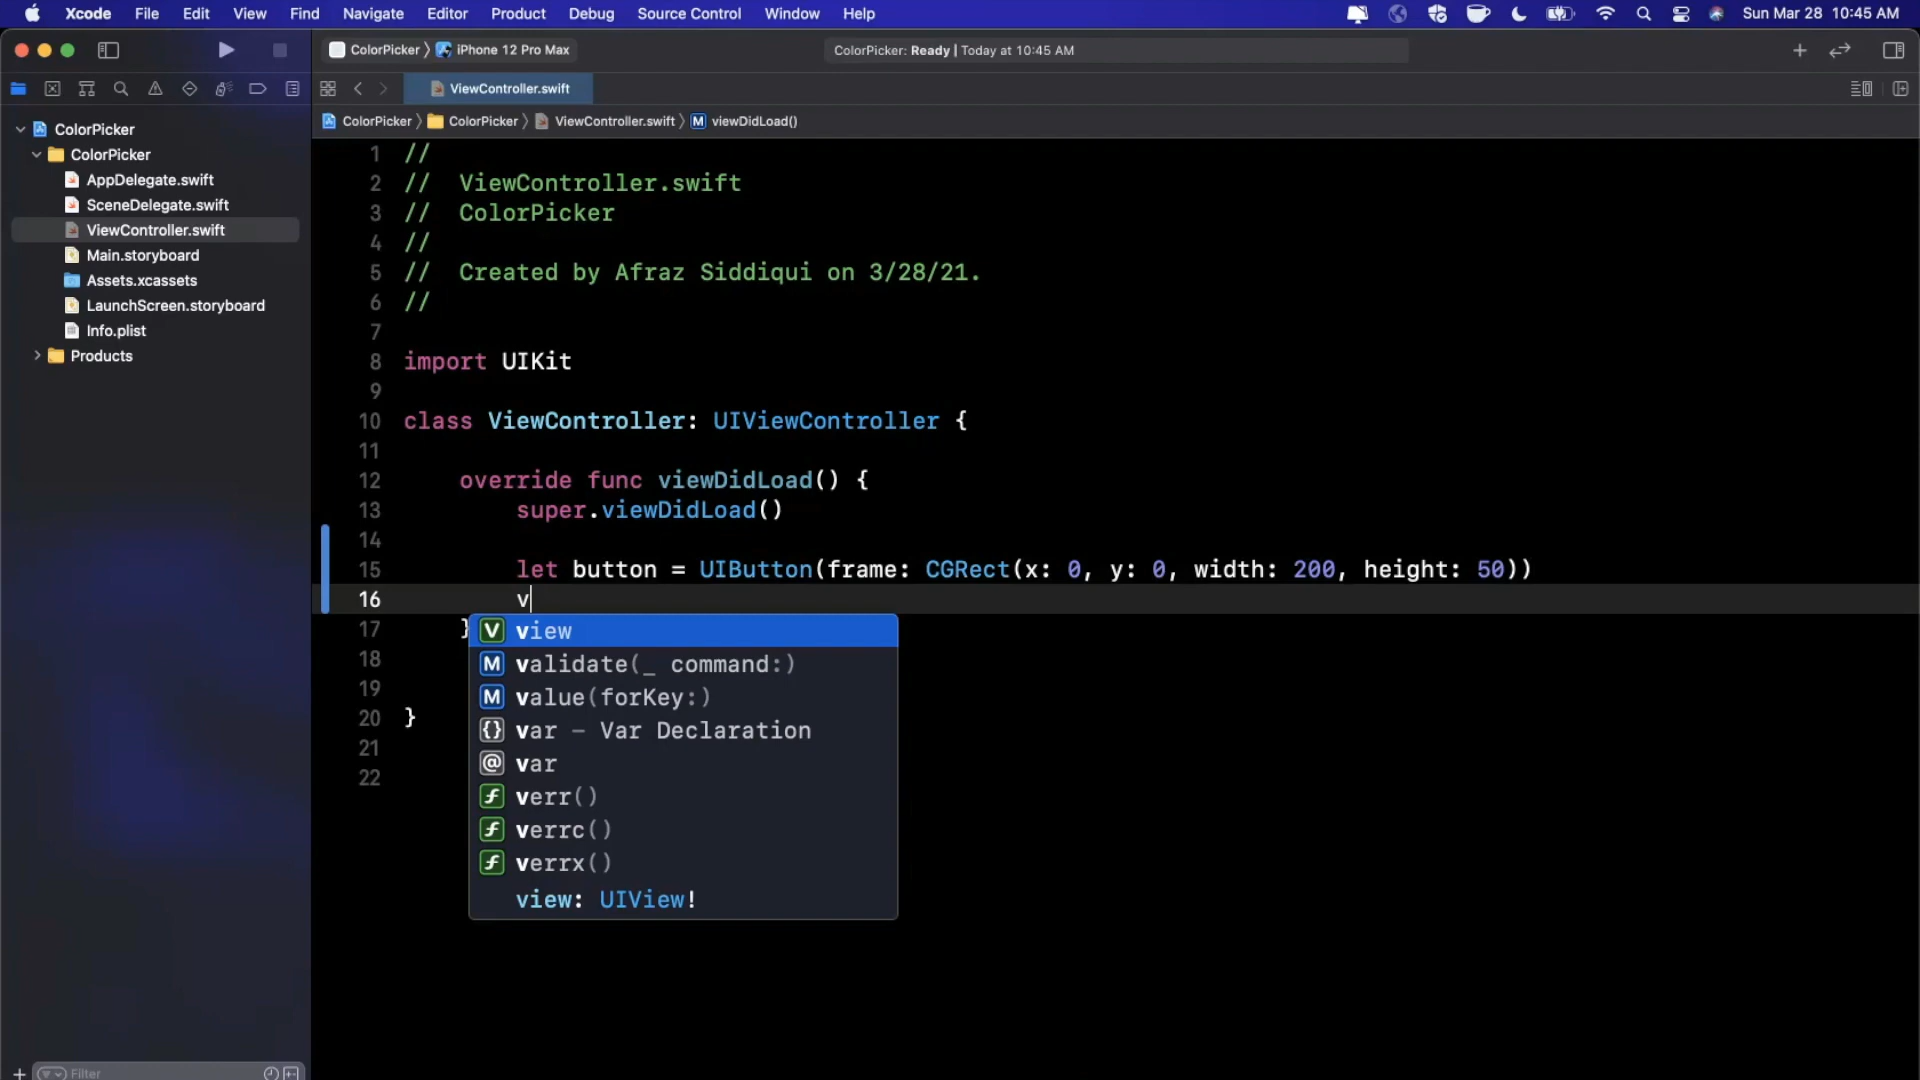 Xcode File Edit View Find Navigate Editor Product Debug Source Control Window Help Sun Mar 28 10:45 AM
ColorPicker iPhone 12 Pro Max ColorPicker: Ready | Today at 10:45 AM
ViewController.swift
ColorPicker ColorPicker ViewController.swift M viewDidLoad()
ColorPicker
ColorPicker
AppDelegate.swift
SceneDelegate.swift
ViewController.swift
Main.storyboard
Assets.xcassets
LaunchScreen.storyboard
Info.plist
Products
1 //
2 // ViewController.swift
3 // ColorPicker
4 //
5 // Created by Afraz Siddiqui on 3/28/21.
6 //
7
8 import UIKit
9
10 class ViewController: UIViewController {
11
12 override func viewDidLoad() {
13 super.viewDidLoad()
14
15 let button = UIButton(frame: CGRect(x: 0, y: 0, width: 200, height: 50))
16 v
17 }
18
19
20 }
21
22
V view
M validate(_ command:)
M value(forKey:)
{} var – Var Declaration
@ var
f verr()
f verrc()
f verrx()
view: UIView!
Filter